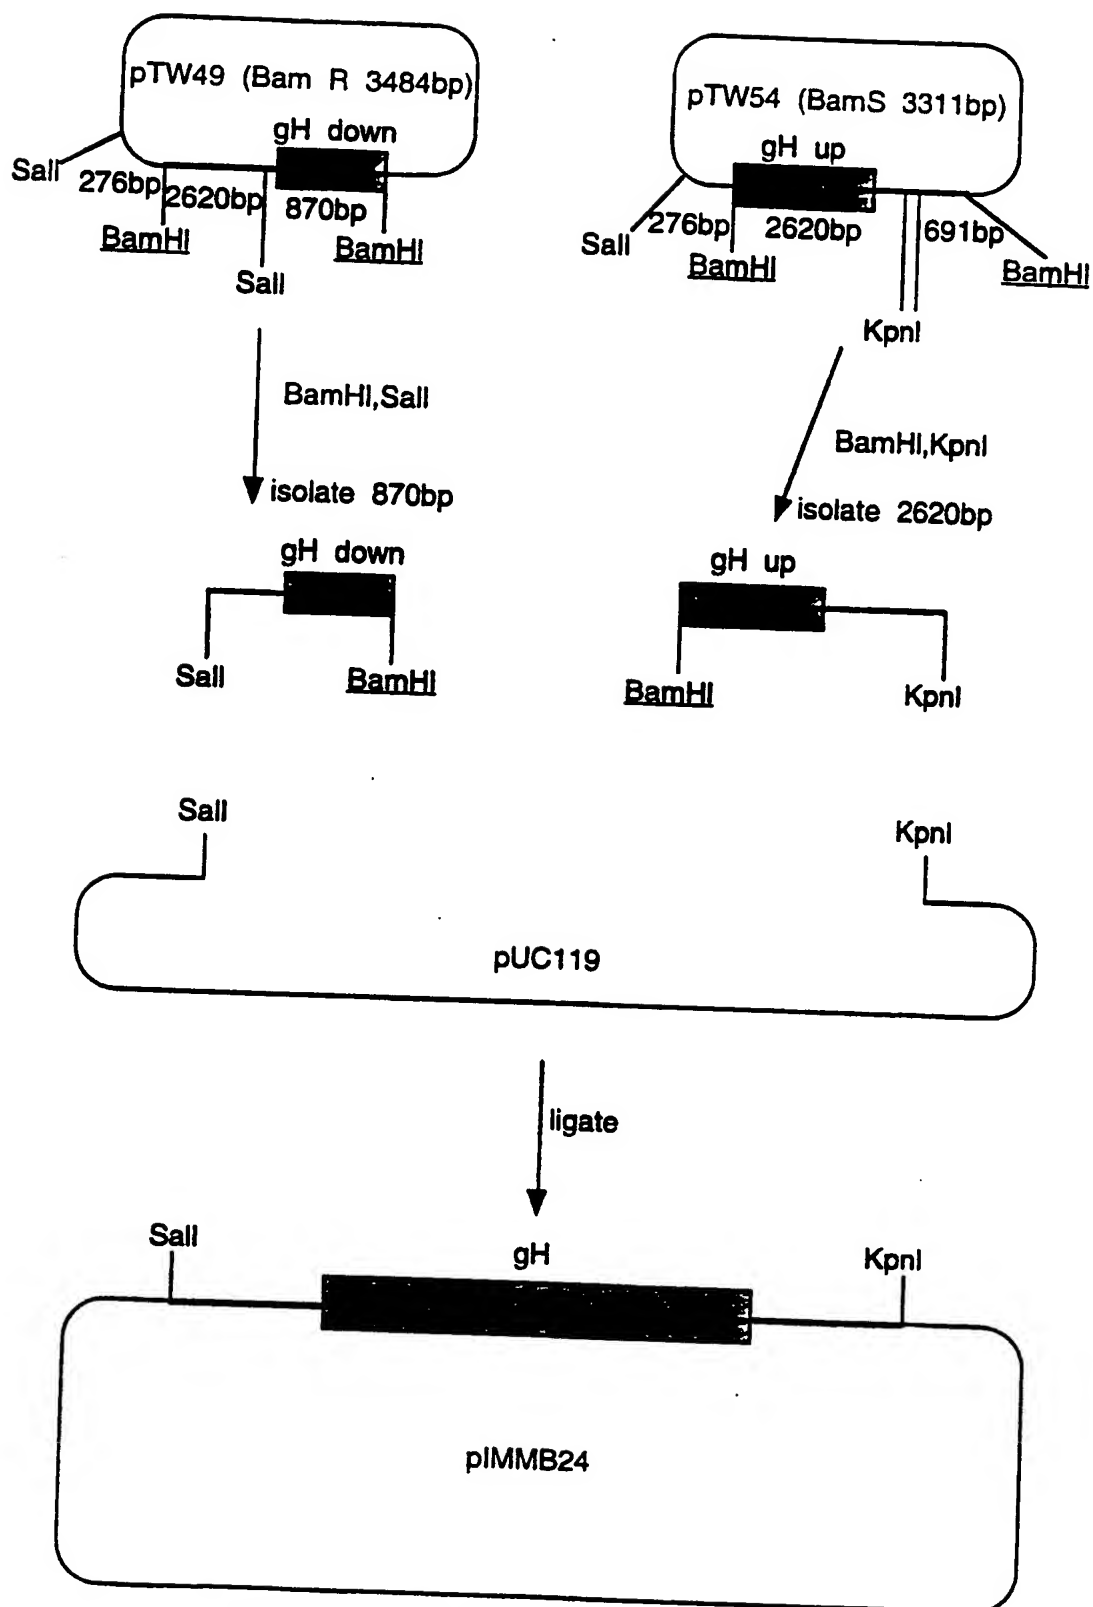 pTW49 (Bam R 3484bp)
gH down
SalI
276bp
2620bp
870bp
BamHI
BamHI
SalI
pTW54 (BamS 3311bp)
gH up
SalI
276bp
2620bp
691bp
BamHI
BamHI
KpnI
BamHI,SalI
isolate 870bp
BamHI,KpnI
isolate 2620bp
gH down
SalI
BamHI
gH up
BamHI
KpnI
SalI
KpnI
pUC119
ligate
SalI
gH
KpnI
pIMMB24